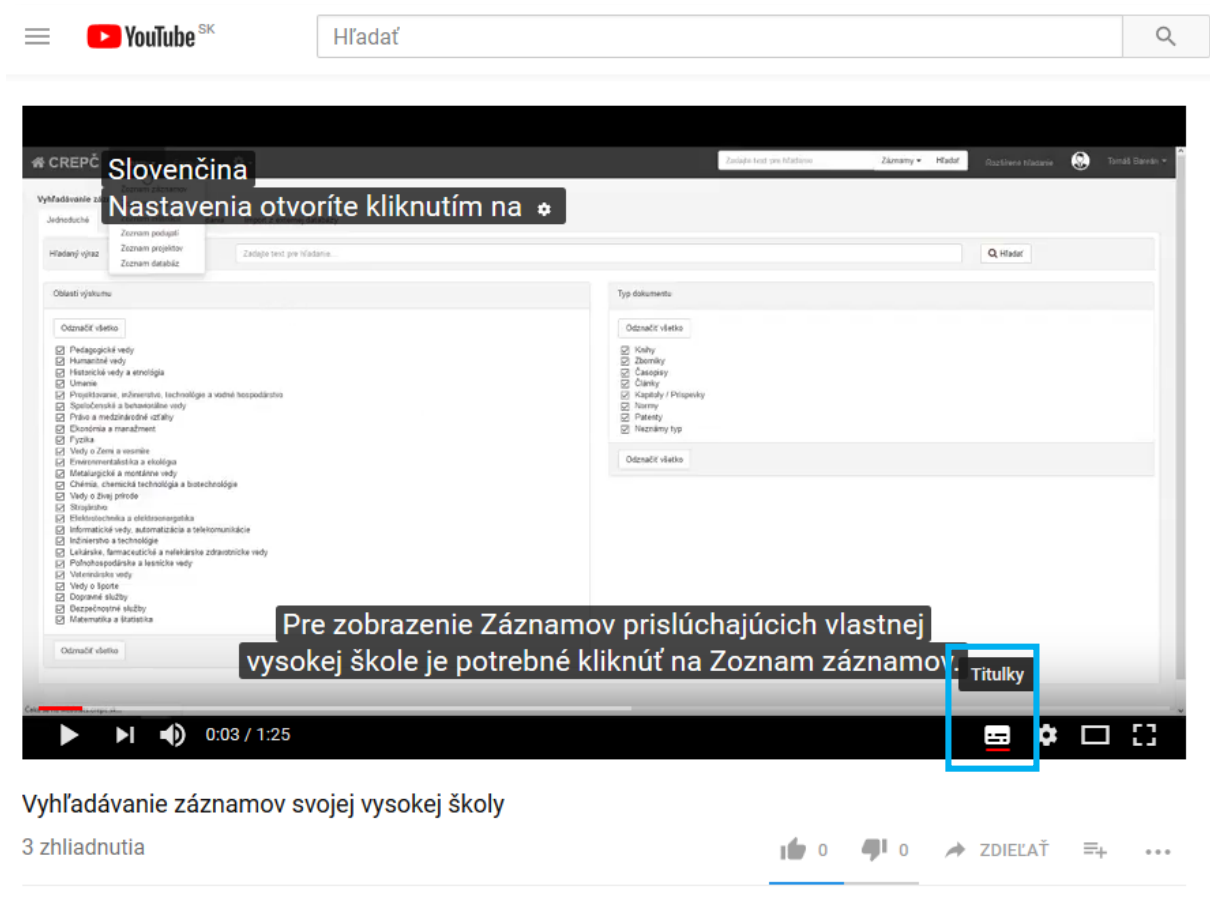 YouTube SK
Hľadať
CREPČ
Zadajte text pre hľadanie
Záznamy
Hľadať
Rozšírené hľadanie
Tomáš
Slovenčina
Nastavenia otvoríte kliknutím na
Vyhľadávanie
Jednoduché
Zoznam podujatí
Zoznam projektov
Zoznam databáz
Hľadaný výraz
Zadajte text pre hľadanie...
Hľadať
Oblasti výskumu
Odznačiť všetko
Pedagogické vedy
Humanitné vedy
Historické vedy a etnológia
Umenie
Projektovanie, inžinierstvo, technológie a vodné hospodárstvo
Spoločenské a behaviorálne vedy
Právo a medzinárodné vzťahy
Ekonómia a manažment
Fyzika
Vedy o Zemi a vesmíre
Environmentalistika a ekológia
Metalurgické a montánne vedy
Chémia, chemická technológia a biotechnológia
Vedy o živej prírode
Strojárstvo
Elektrotechnika a elektroenergetika
Informatické vedy, automatizácia a telekomunikácie
Inžinierstvo a technológie
Lekárske, farmaceutické a nelekárske zdravotnícke vedy
Poľnohospodárske a lesnícke vedy
Veterinárske vedy
Vedy o športe
Dopravné služby
Bezpečnostné služby
Matematika a štatistika
Odznačiť všetko
Typ dokumentu
Odznačiť všetko
Knihy
Zborníky
Časopisy
Články
Kapitoly / Príspevky
Normy
Patenty
Neznámy typ
Odznačiť všetko
Pre zobrazenie Záznamov prislúchajúcich vlastnej
vysokej škole je potrebné kliknúť na Zoznam záznamov.
Titulky
0:03 / 1:25
Vyhľadávanie záznamov svojej vysokej školy
3 zhliadnutia
0
0
ZDIEĽAŤ